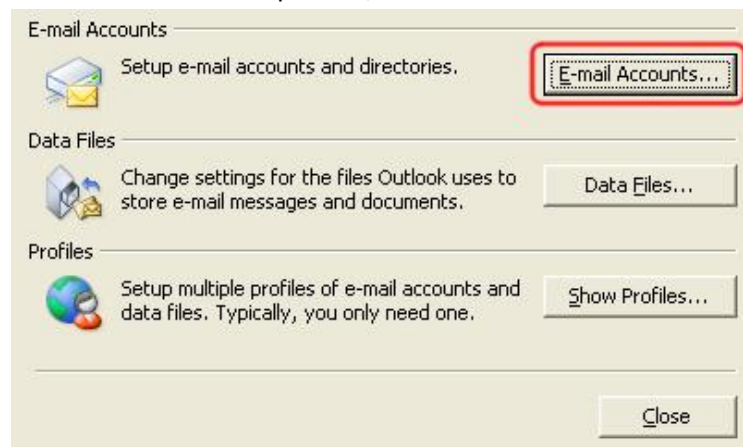 E-mail Accounts
Setup e-mail accounts and directories.
E-mail Accounts...
Data Files
Change settings for the files Outlook uses to
store e-mail messages and documents.
Data Files...
Profiles
Setup multiple profiles of e-mail accounts and
data files. Typically, you only need one.
Show Profiles...
Close